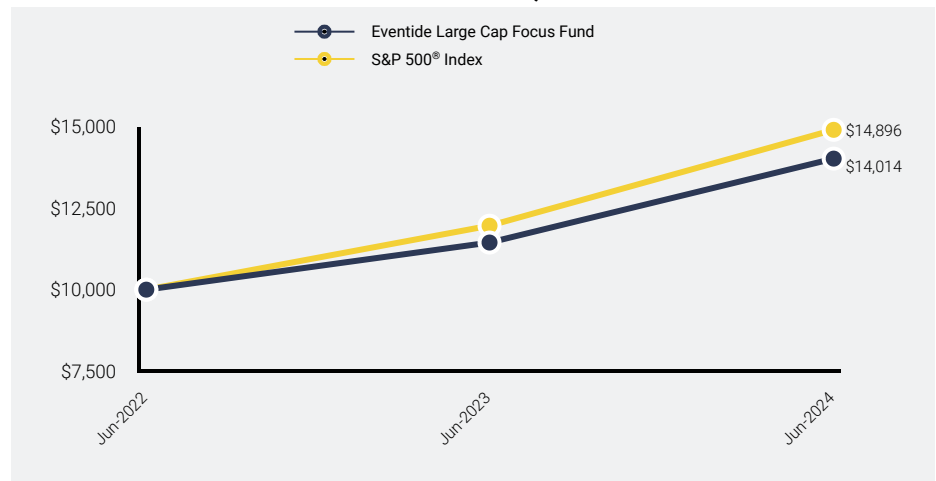 Eventide Large Cap Focus Fund
S&P 500® Index
$15,000
$14,896
$14,014
$12,500
$10,000
$7,500
Jun-2022
Jun-2023
Jun-2024